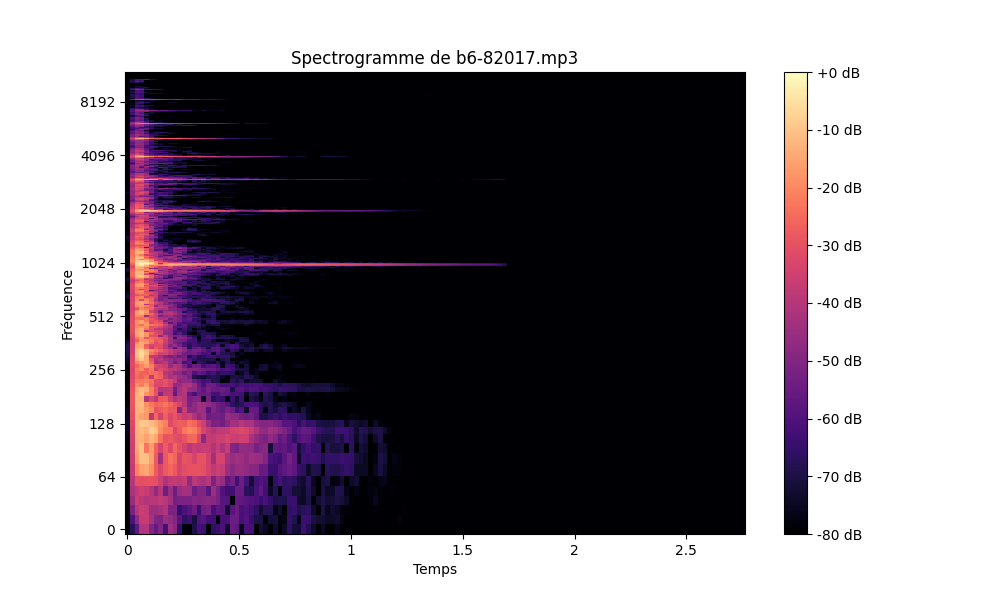 Spectrogramme de b6-82017.mp3
Fréquence
8192
4096
2048
1024
512
256
128
64
0
0
0.5
1
1.5
2
2.5
Temps
+0 dB
-10 dB
-20 dB
-30 dB
-40 dB
-50 dB
-60 dB
-70 dB
-80 dB